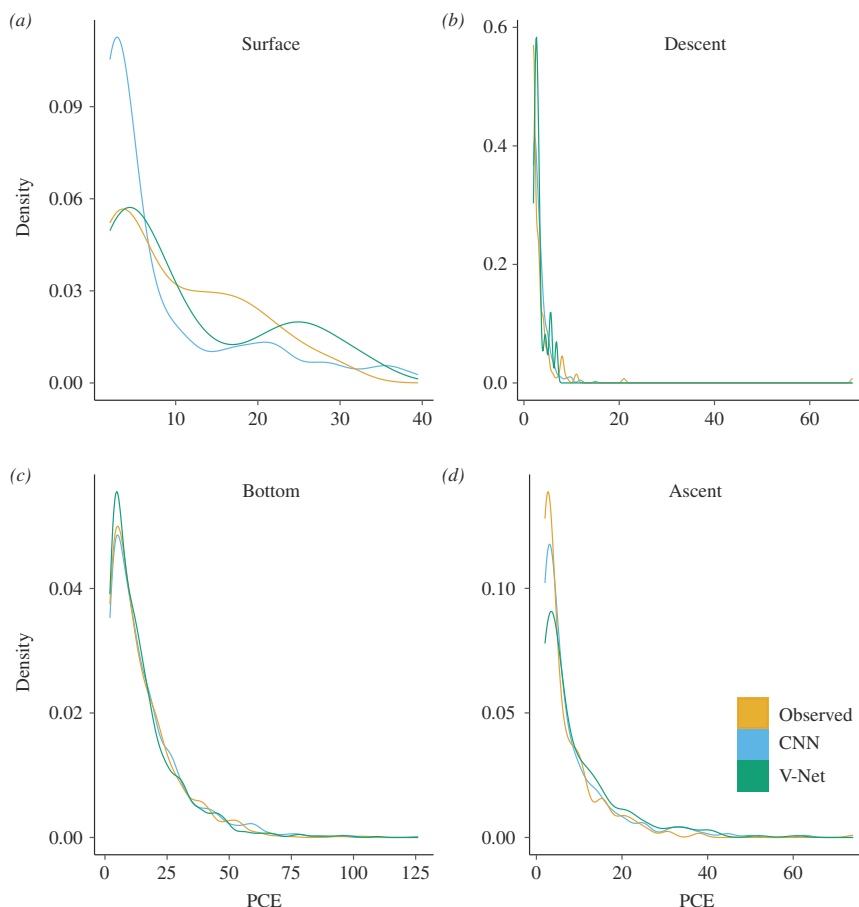 (a)
Surface
0.09
0.06
0.03
0.00
Density
10
20
30
40
(b)
Descent
0.6
0.4
0.2
0.0
0
20
40
60
(c)
Bottom
0.04
0.02
0.00
Density
0
25
50
75
100
125
PCE
(d)
Ascent
0.10
0.05
0.00
0
20
40
60
PCE
Observed
CNN
V-Net